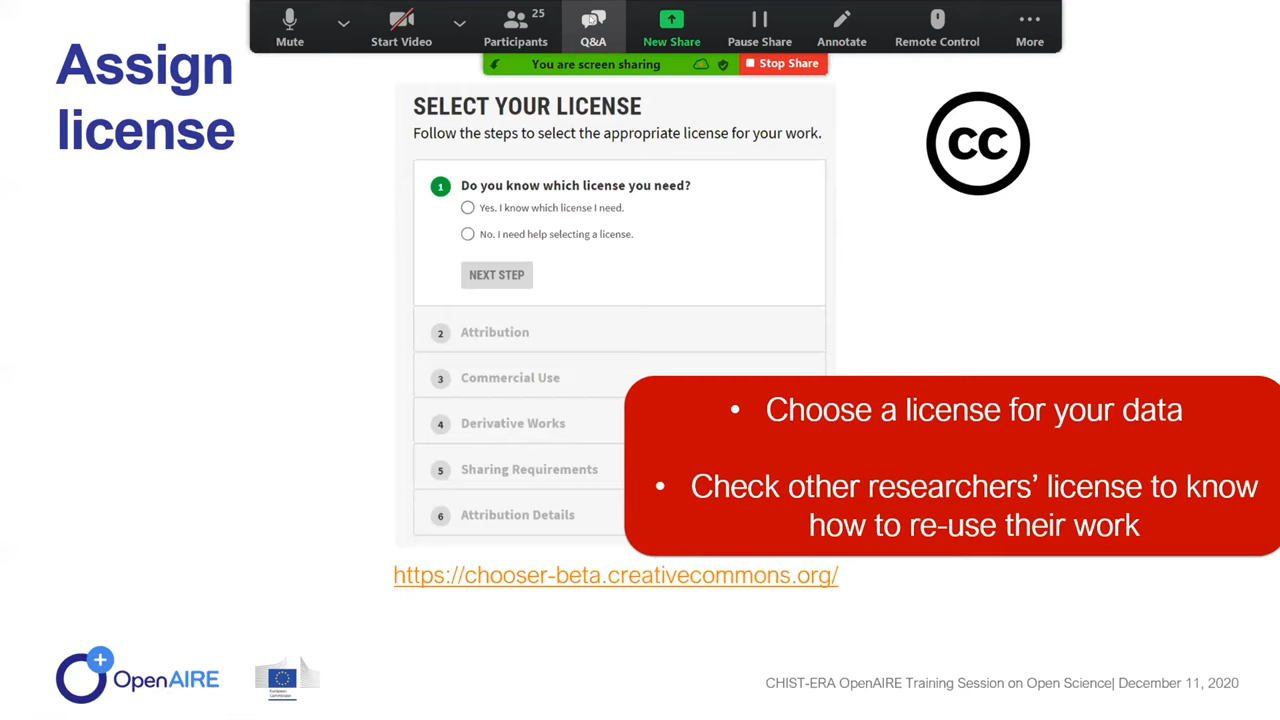 Mute
Start Video
Participants
25
Q&A
New Share
Pause Share
Annotate
Remote Control
More
You are screen sharing
Stop Share
Assign
license
SELECT YOUR LICENSE
Follow the steps to select the appropriate license for your work.
1 Do you know which license you need?
Yes. I know which license I need.
No. I need help selecting a license.
NEXT STEP
2 Attribution
3 Commercial Use
4 Derivative Works
5 Sharing Requirements
6 Attribution Details
cc
• Choose a license for your data
• Check other researchers’ license to know
how to re-use their work
https://chooser-beta.creativecommons.org/
OpenAIRE
European
Commission
CHIST-ERA OpenAIRE Training Session on Open Science| December 11, 2020